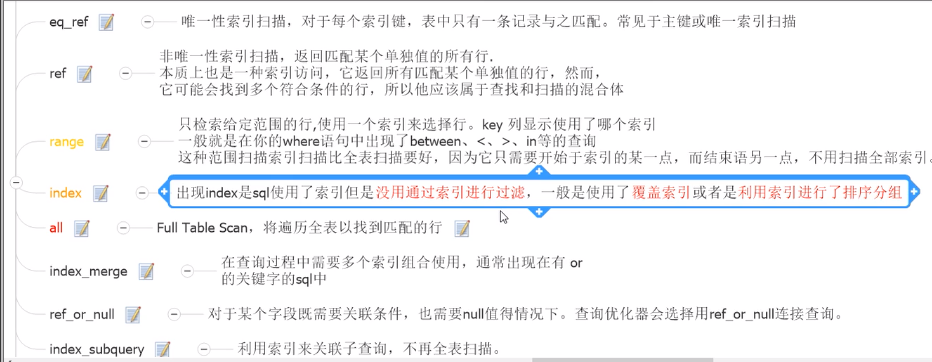 eq_ref 唯一性索引扫描，对于每个索引键，表中只有一条记录与之匹配。常见于主键或唯一索引扫描
非唯一性索引扫描，返回匹配某个单独值的所有行.
ref 本质上也是一种索引访问，它返回所有匹配某个单独值的行，然而，
它可能会找到多个符合条件的行，所以他应该属于查找和扫描的混合体
只检索给定范围的行,使用一个索引来选择行。key 列显示使用了哪个索引
range 一般就是在你的where语句中出现了between、<、>、in等的查询
这种范围扫描索引扫描比全表扫描要好，因为它只需要开始于索引的某一点，而结束语另一点，不用扫描全部索引。
index 出现index是sql使用了索引但是没用通过索引进行过滤，一般是使用了覆盖索引或者是利用索引进行了排序分组
all Full Table Scan，将遍历全表以找到匹配的行
index_merge 在查询过程中需要多个索引组合使用，通常出现在有 or
的关键字的sql中
ref_or_null 对于某个字段既需要关联条件，也需要null值得情况下。查询优化器会选择用ref_or_null连接查询。
index_subquery 利用索引来关联子查询，不再全表扫描。